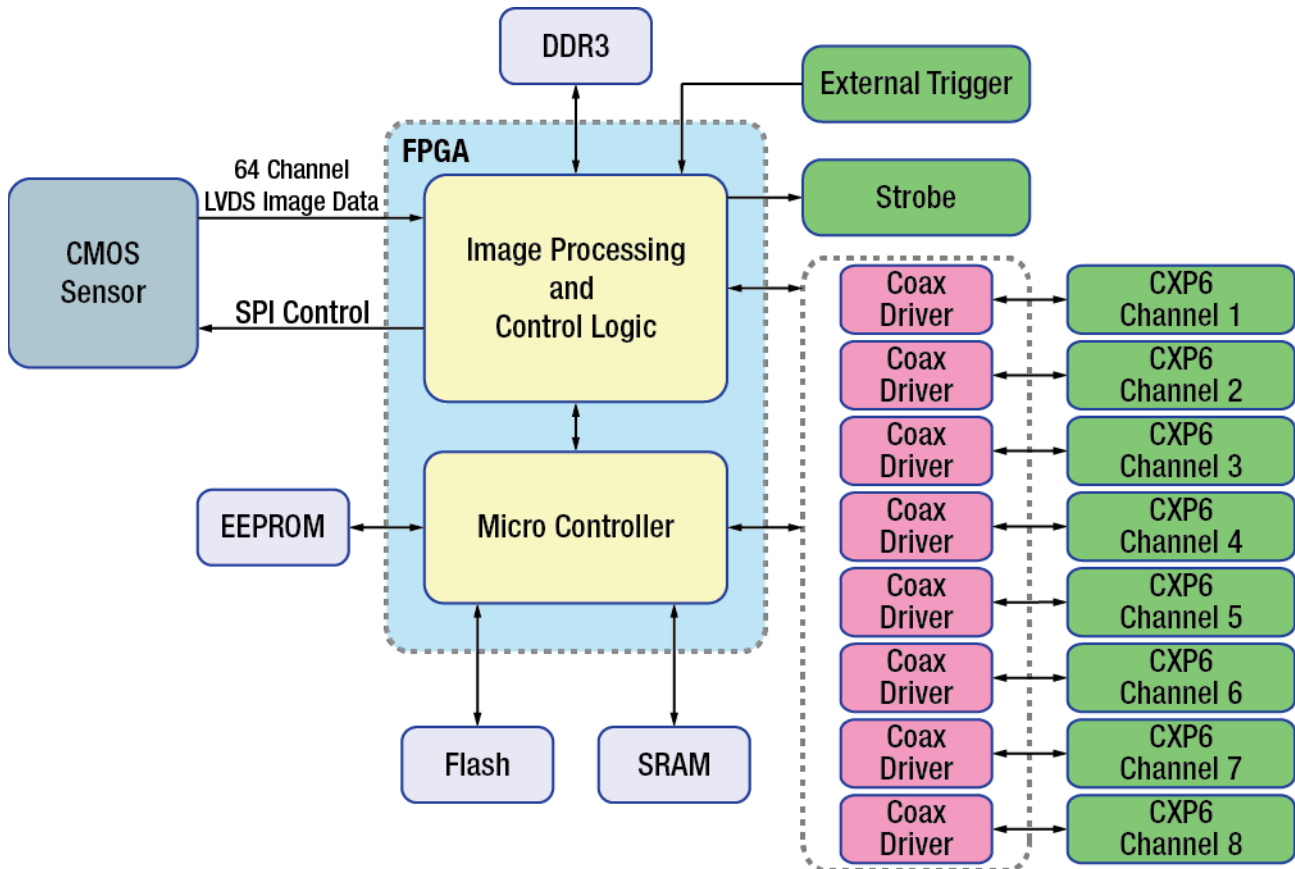 DDR3
External Trigger
FPGA
64 Channel
LVDS Image Data
CMOS
Sensor
SPI Control
Image Processing
and
Control Logic
Strobe
Micro Controller
EEPROM
Flash
SRAM
Coax
Driver
CXP6
Channel 1
Coax
Driver
CXP6
Channel 2
Coax
Driver
CXP6
Channel 3
Coax
Driver
CXP6
Channel 4
Coax
Driver
CXP6
Channel 5
Coax
Driver
CXP6
Channel 6
Coax
Driver
CXP6
Channel 7
Coax
Driver
CXP6
Channel 8